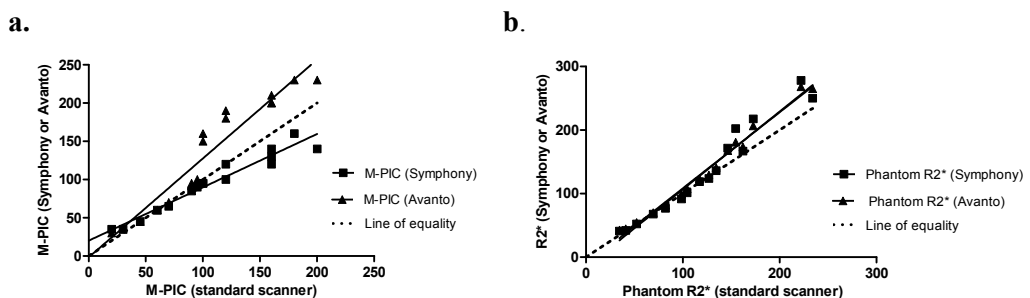 a.
M-PIC (Symphony or Avanto)
250
200
150
100
50
0
0 50 100 150 200 250
M-PIC (standard scanner)
M-PIC (Symphony)
M-PIC (Avanto)
Line of equality
b.
R2* (Symphony or Avanto)
300
200
100
0
0 100 200 300
Phantom R2* (standard scanner)
Phantom R2* (Symphony)
Phantom R2* (Avanto)
Line of equality